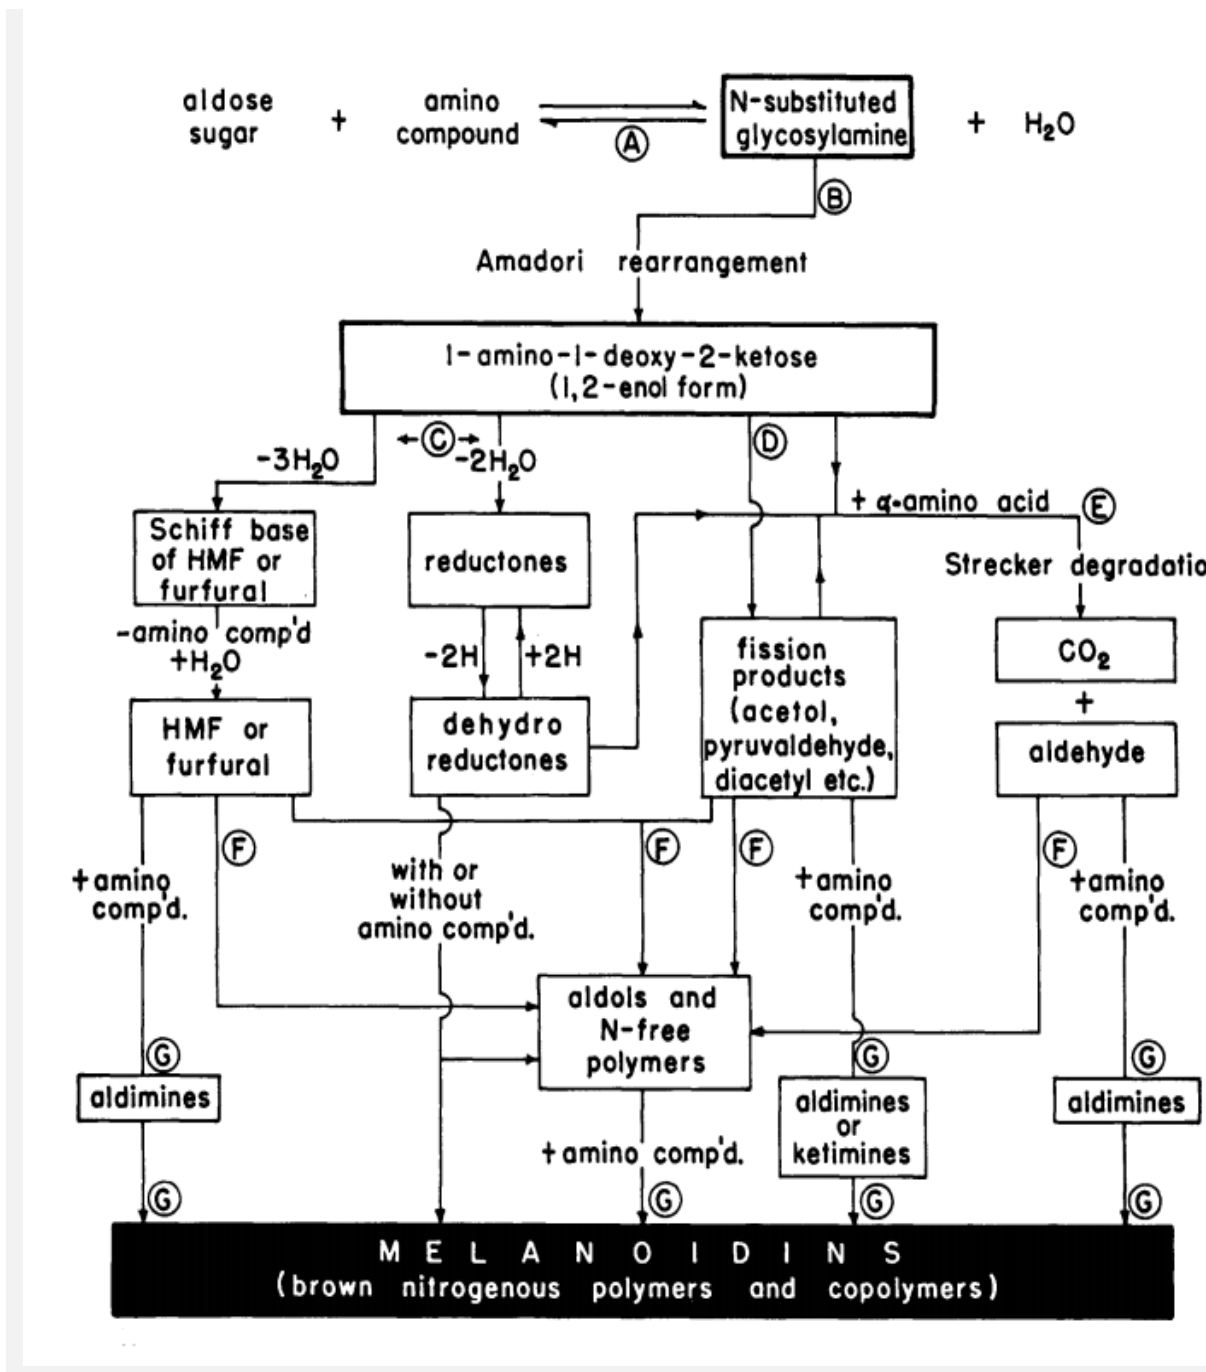 aldose
sugar
+
amino
compound
A
N-substituted
glycosylamine
+
H₂O
B
Amadori rearrangement
1-amino-1-deoxy-2-ketose
(1,2-enol form)
C
-3H₂O
-2H₂O
D
+ α-amino acid
E
Schiff base
of HMF or
furfural
reductones
Strecker degradatio
-amino comp'd
+H₂O
-2H
+2H
fission
products
(acetol,
pyruvaldehyde,
diacetyl etc.)
CO₂
+
aldehyde
HMF or
furfural
dehydro
reductones
F
F
F
F
+amino
comp'd.
with or
without
amino comp'd.
+amino
comp'd.
+amino
comp'd.
aldols and
N-free
polymers
G
G
G
aldimines
aldimines
or
ketimines
aldimines
+amino comp'd.
G
G
G
G
MELANOIDINS
(brown nitrogenous polymers and copolymers)